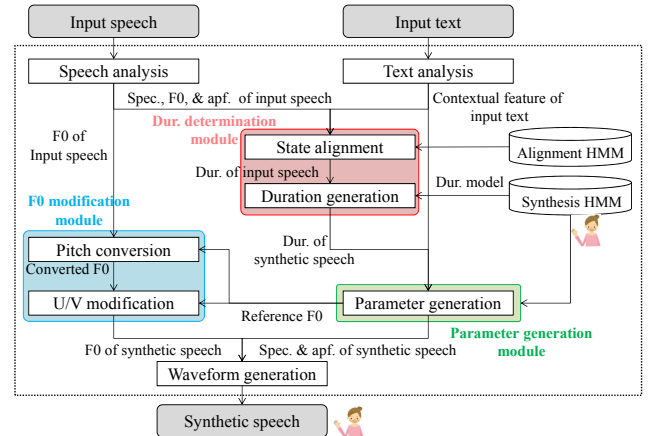 Input speech
Input text
Speech analysis
Text analysis
Spec., F0, & apf. of input speech
Contextual feature of
input text
F0 of
Input speech
Dur. determination
module
State alignment
Alignment HMM
Dur. of input speech
Dur. model
Duration generation
Synthesis HMM
F0 modification
module
Pitch conversion
Dur. of
synthetic speech
Converted F0
U/V modification
Parameter generation
Reference F0
Parameter generation
module
F0 of synthetic speech
Spec. & apf. of synthetic speech
Waveform generation
Synthetic speech